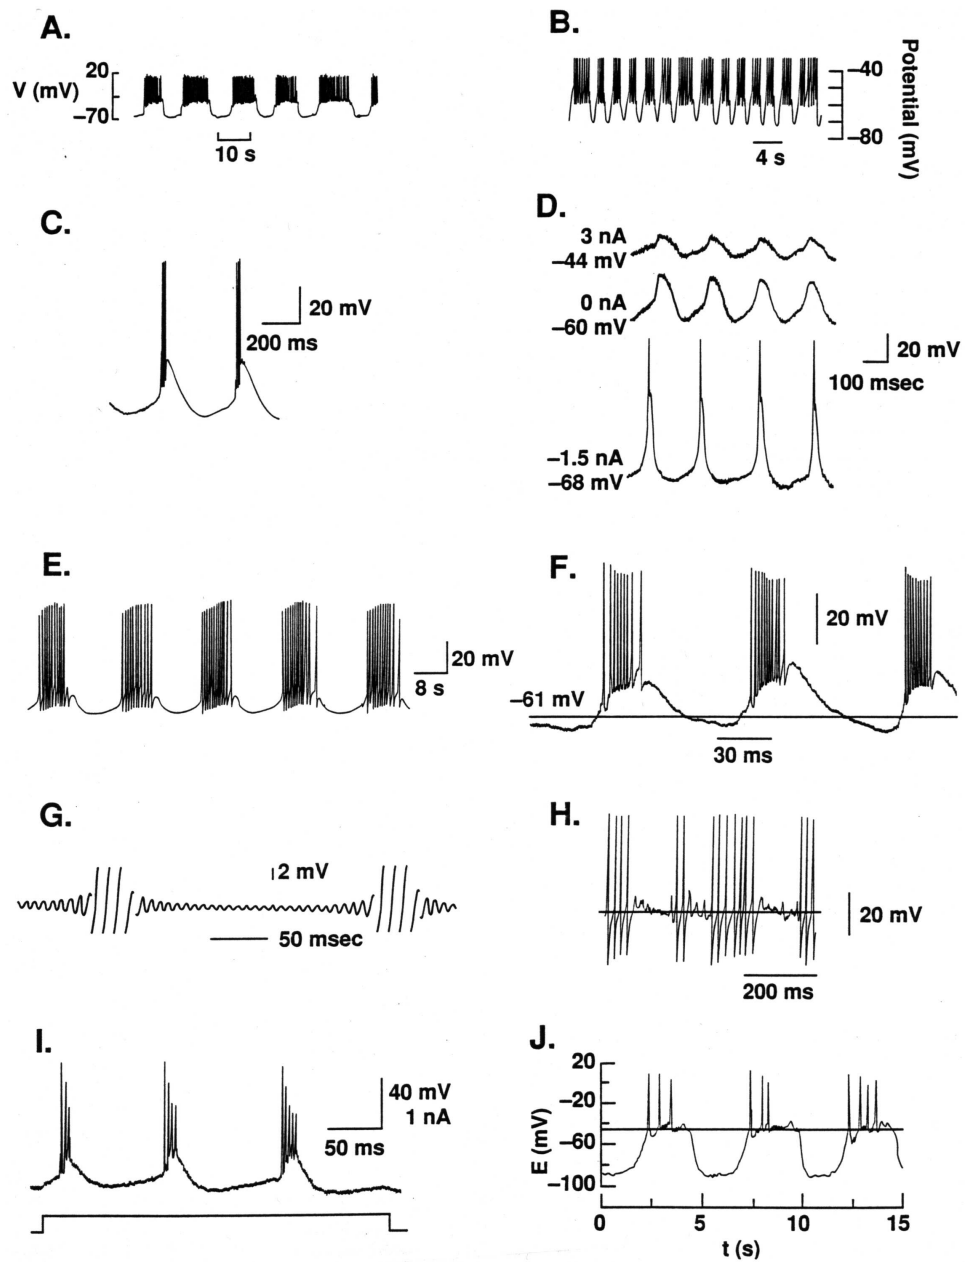 A.
20
V (mV)
−70
10 s
B.
−40
−80
Potential (mV)
4 s
C.
20 mV
200 ms
D.
3 nA
−44 mV
0 nA
−60 mV
20 mV
100 msec
−1.5 nA
−68 mV
E.
20 mV
8 s
F.
20 mV
−61 mV
30 ms
G.
2 mV
50 msec
H.
20 mV
200 ms
I.
40 mV
1 nA
50 ms
J.
20
−20
−60
−100
E (mV)
0 5 10 15
t (s)